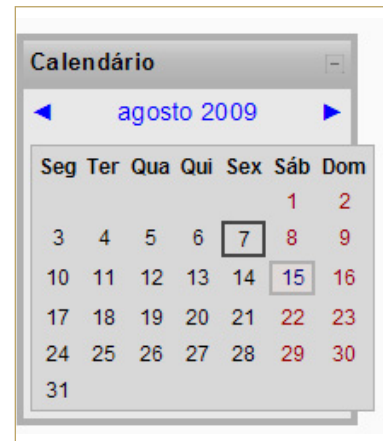 Calendário
agosto 2009
Seg Ter Qua Qui Sex Sáb Dom
1 2
3 4 5 6 7 8 9
10 11 12 13 14 15 16
17 18 19 20 21 22 23
24 25 26 27 28 29 30
31